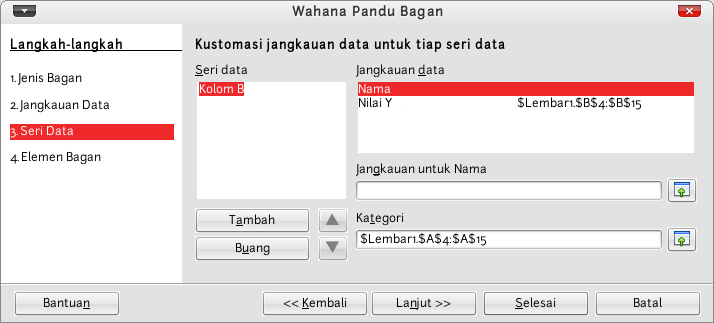 Wahana Pandu Bagan
Langkah-langkah
1. Jenis Bagan
2. Jangkauan Data
3. Seri Data
4. Elemen Bagan
Kustomasi jangkauan data untuk tiap seri data
Seri data
Kolom B
Tambah
Buang
Jangkauan data
Nama
Nilai Y $Lembar1.$B$4:$B$15
Jangkauan untuk Nama
Kategori
$Lembar1.$A$4:$A$15
Bantuan
<< Kembali
Lanjut >>
Selesai
Batal